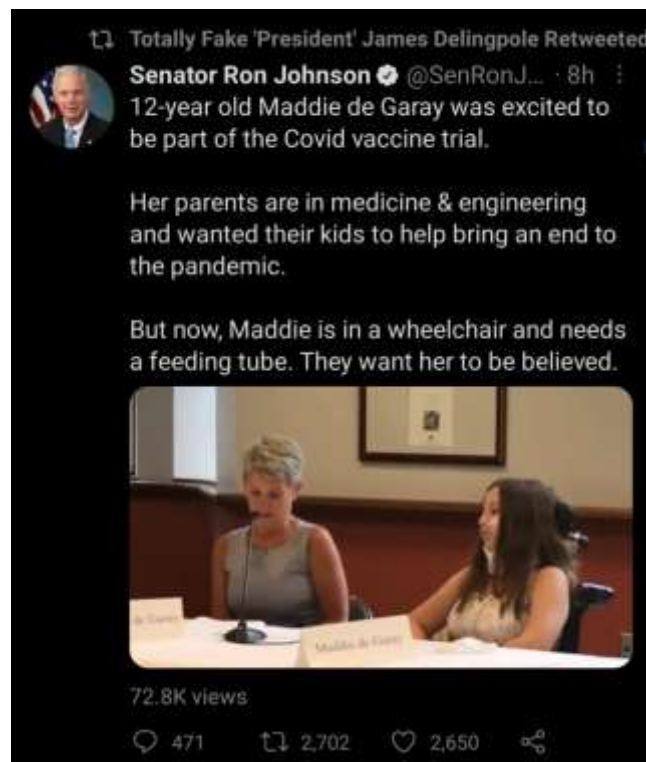 Totally Fake 'President' James Delingpole Retweeted
Senator Ron Johnson @SenRonJ... · 8h
12-year old Maddie de Garay was excited to
be part of the Covid vaccine trial.
Her parents are in medicine & engineering
and wanted their kids to help bring an end to
the pandemic.
But now, Maddie is in a wheelchair and needs
a feeding tube. They want her to be believed.
de Garay
Maddie de Garay
72.8K views
471 2,702 2,650